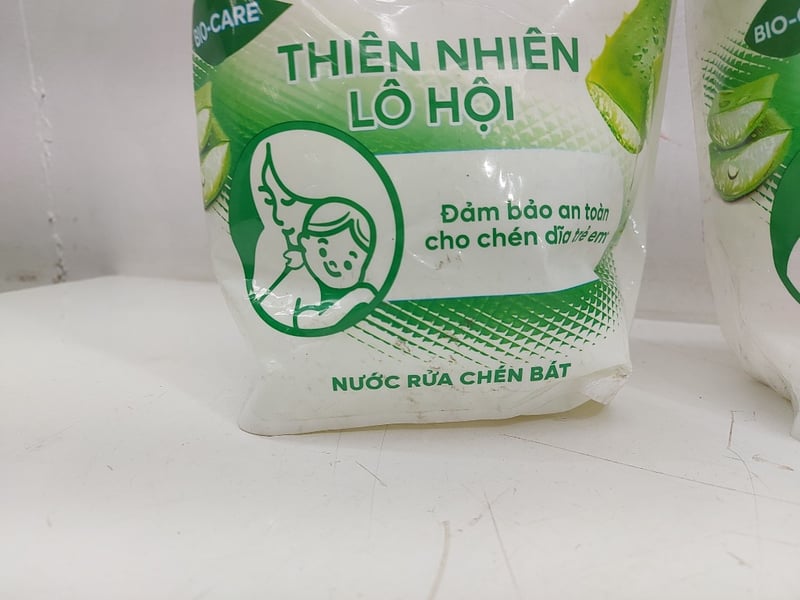 BIO-CARE
THIÊN NHIÊN
LÔ HỘI
Đảm bảo an toàn
cho chén dĩa trẻ em
NƯỚC RỬA CHÉN BÁT
BIO-